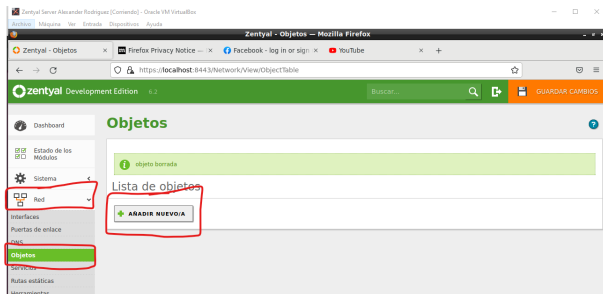 Zentyal Server Alexander Rodriguez [Corriendo] - Oracle VM VirtualBox
Archivo Máquina Ver Entrada Dispositivos Ayuda
Zentyal - Objetos — Mozilla Firefox
Zentyal - Objetos
Firefox Privacy Notice —
Facebook - log in or sign
YouTube
https://localhost:8443/Network/View/ObjectTable
zentyal Development Edition 6.2
Buscar...
GUARDAR CAMBIOS
Dashboard
Estado de los
Módulos
Sistema
Red
Interfaces
Puertas de enlace
DNS
Objetos
Servicios
Rutas estáticas
Herramientas
Objetos
objeto borrada
Lista de objetos
+ AÑADIR NUEVO/A